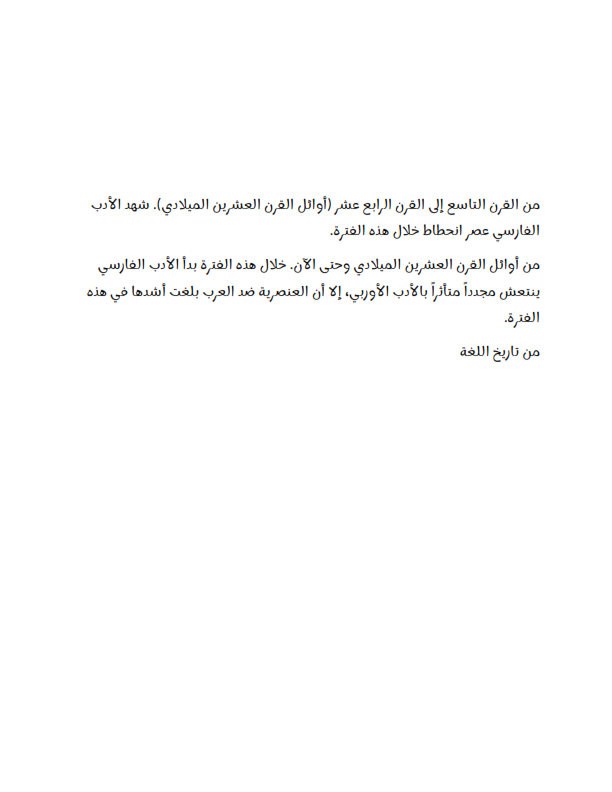 من القرن التاسع إلى القرن الرابع عشر (أوائل القرن العشرين الميلادي). شهد الأدب
الفارسي عصر انحطاط خلال هذه الفترة.
من أوائل القرن العشرين الميلادي وحتى الآن. خلال هذه الفترة بدأ الأدب الفارسي
ينتعش مجدداً متأثراً بالأدب الأوربي، إلا أن العنصرية ضد العرب بلغت أشدها في هذه
الفترة.
من تاريخ اللغة